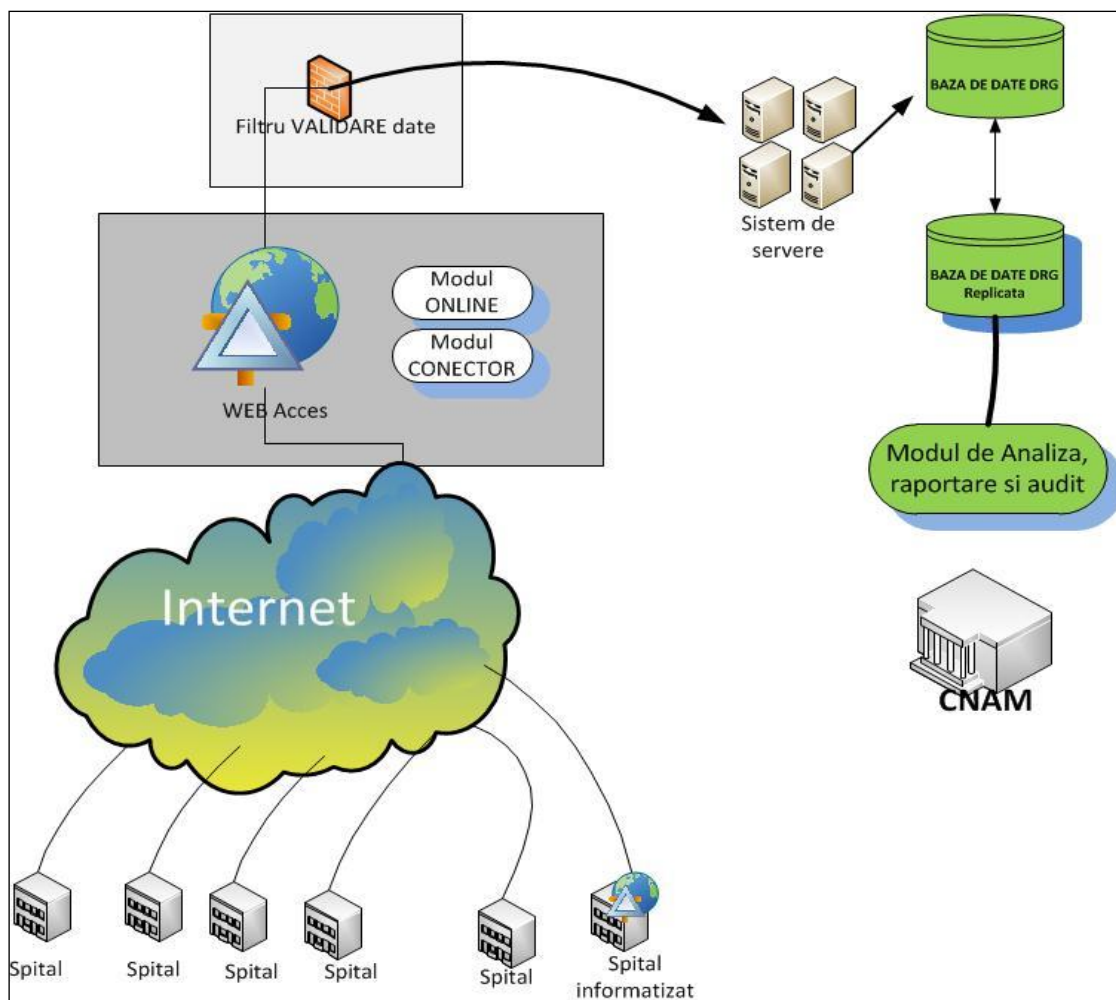 Filtru VALIDARE date
BAZA DE DATE DRG
Sistem de
servere
BAZA DE DATE DRG
Replicata
Modul
ONLINE
Modul
CONECTOR
WEB Acces
Modul de Analiza,
raportare si audit
Internet
CNAM
Spital
Spital
Spital
Spital
Spital
Spital
informatizat